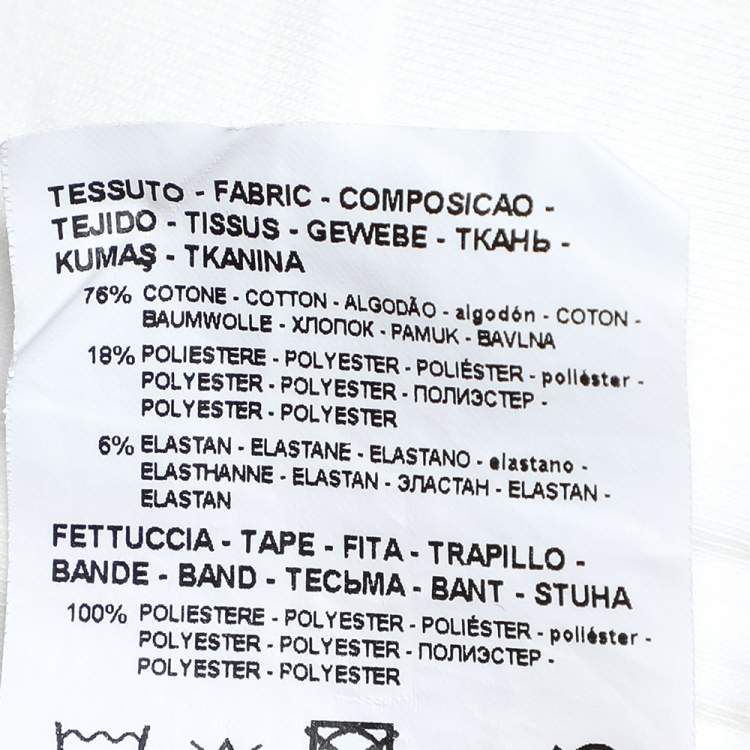 TESSUTO - FABRIC - COMPOSICAO -
TEJIDO - TISSUS - GEWEBE - ТКАНЬ -
KUMAŞ - TKANINA
76% COTONE - COTTON - ALGODÃO - algodón - COTON -
BAUMWOLLE - ХЛОПОК - PAMUK - BAVLNA
18% POLIESTERE - POLYESTER - POLIÉSTER - poliéster -
POLYESTER - POLYESTER - ПОЛИЭСТЕР -
POLYESTER - POLYESTER
6% ELASTAN - ELASTANE - ELASTANO - elastano -
ELASTHANNE - ELASTAN - ЭЛАСТАН - ELASTAN -
ELASTAN
FETTUCCIA - TAPE - FITA - TRAPILLO -
BANDE - BAND - ТЕСЬМА - BANT - STUHA
100% POLIESTERE - POLYESTER - POLIÉSTER - poliéster -
POLYESTER - POLYESTER - ПОЛИЭСТЕР -
POLYESTER - POLYESTER